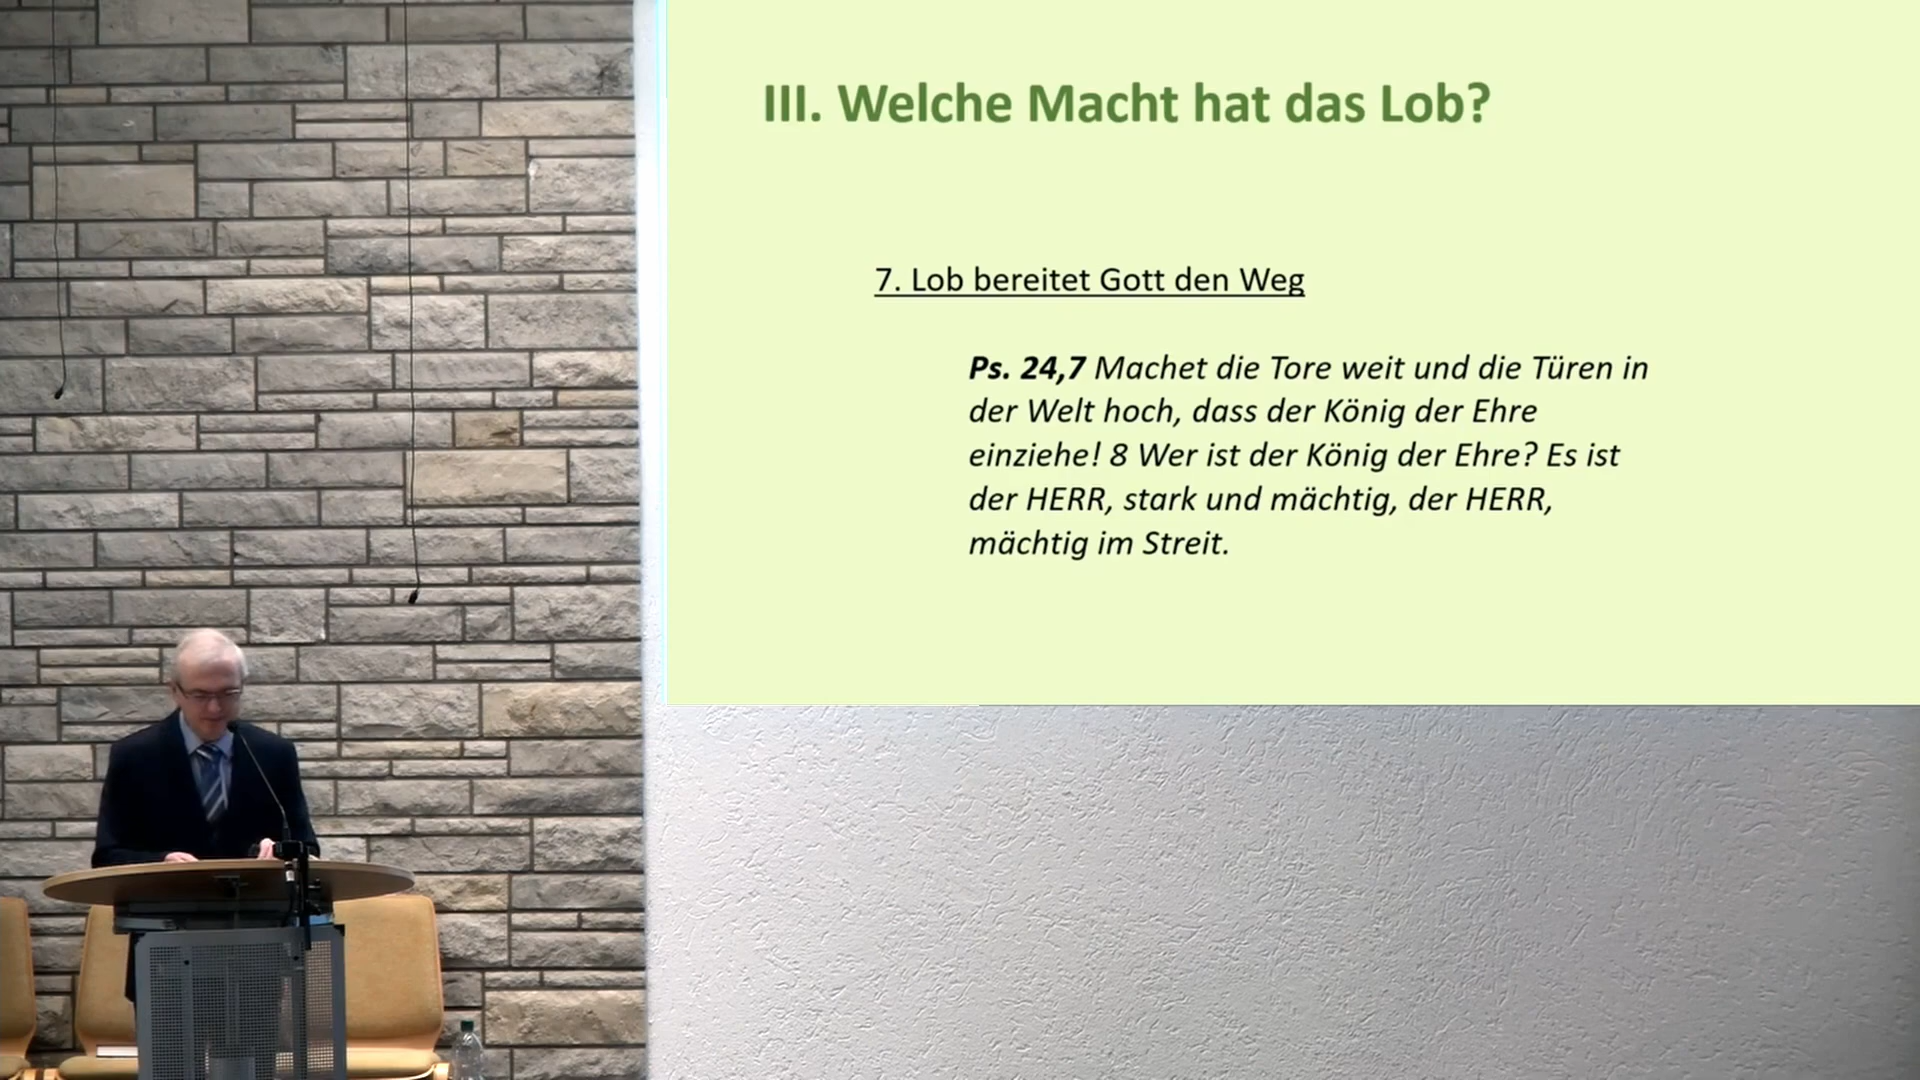 III. Welche Macht hat das Lob?
7. Lob bereitet Gott den Weg
Ps. 24,7 Machet die Tore weit und die Türen in
der Welt hoch, dass der König der Ehre
einziehe! 8 Wer ist der König der Ehre? Es ist
der HERR, stark und mächtig, der HERR,
mächtig im Streit.